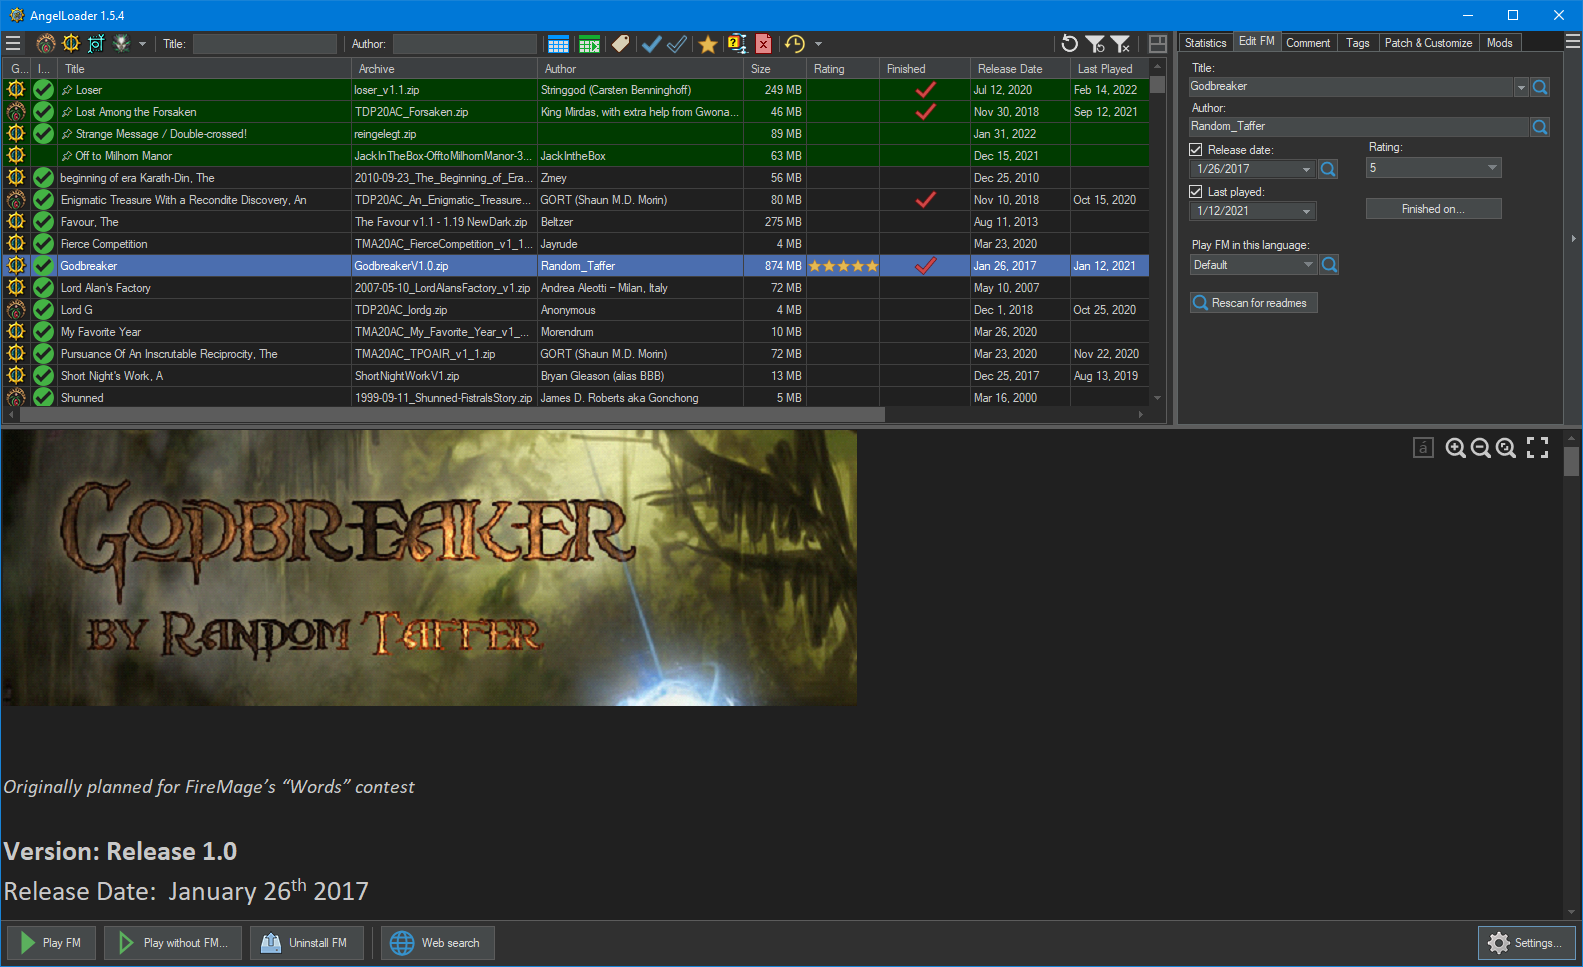 AngelLoader 1.5.4
Title: Author:
Statistics Edit FM Comment Tags Patch & Customize Mods
G... I... Title Archive Author Size Rating Finished Release Date Last Played
Loser loser_v1.1.zip Stringgod (Carsten Benninghoff) 249 MB Jul 12, 2020 Feb 14, 2022
Lost Among the Forsaken TDP20AC_Forsaken.zip King Mirdas, with extra help from Gwona... 46 MB Nov 30, 2018 Sep 12, 2021
Strange Message / Double-crossed! reingelegt.zip 89 MB Jan 31, 2022
Off to Milhorn Manor JackInTheBox-OfftoMilhornManor-3... JackIntheBox 63 MB Dec 15, 2021
beginning of era Karath-Din, The 2010-09-23_The_Beginning_of_Era... Zmey 56 MB Dec 25, 2010
Enigmatic Treasure With a Recondite Discovery, An TDP20AC_An_Enigmatic_Treasure... GORT (Shaun M.D. Morin) 80 MB Nov 10, 2018 Oct 15, 2020
Favour, The The Favour v1.1 - 1.19 NewDark.zip Beltzer 275 MB Aug 11, 2013
Fierce Competition TMA20AC_FierceCompetition_v1_1... Jayrude 4 MB Mar 23, 2020
Godbreaker GodbreakerV1.0.zip Random_Taffer 874 MB Jan 26, 2017 Jan 12, 2021
Lord Alan's Factory 2007-05-10_LordAlansFactory_v1.zip Andrea Aleotti – Milan, Italy 72 MB May 10, 2007
Lord G TDP20AC_lordg.zip Anonymous 4 MB Dec 1, 2018 Oct 25, 2020
My Favorite Year TMA20AC_My_Favorite_Year_v1_... Morendrum 10 MB Mar 26, 2020
Pursuance Of An Inscrutable Reciprocity, The TMA20AC_TPOAIR_v1_1.zip GORT (Shaun M.D. Morin) 72 MB Mar 23, 2020 Nov 22, 2020
Short Night's Work, A ShortNightWorkV1.zip Bryan Gleason (alias BBB) 13 MB Dec 25, 2017 Aug 13, 2019
Shunned 1999-09-11_Shunned-FistralsStory.zip James D. Roberts aka Gonchong 5 MB Mar 16, 2000
Title:
Godbreaker
Author:
Random_Taffer
Release date: Rating:
1/26/2017 5
Last played:
1/12/2021 Finished on...
Play FM in this language:
Default
Rescan for readmes
á
GODBREAKER
BY RANDOM TAFFER
Originally planned for FireMage's “Words” contest
Version: Release 1.0
Release Date: January 26th 2017
Play FM Play without FM... Uninstall FM Web search Settings...